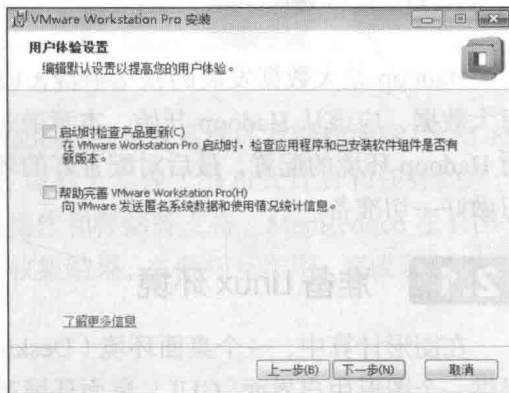 VMware Workstation Pro 安装
用户体验设置
编辑默认设置以提高您的用户体验。
启动时检查产品更新(C)
在 VMware Workstation Pro 启动时，检查应用程序和已安装软件组件是否有
新版本。
帮助完善 VMware Workstation Pro(H)
向 VMware 发送匿名系统数据和使用情况统计信息。
了解更多信息
上一步(B) 下一步(N) 取消